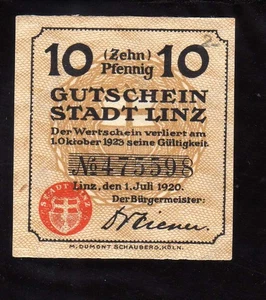 10 (Zehn) 10
Pfennig
GUTSCHEIN
STADT LINZ
Der Wertschein verliert am
1. Oktober 1923 seine Gültigkeit.
№ 475598
Linz, den 1. Juli 1920.
Der Bürgermeister:
STADT LINZ
M. DUMONT SCHAUBERG, KÖLN.